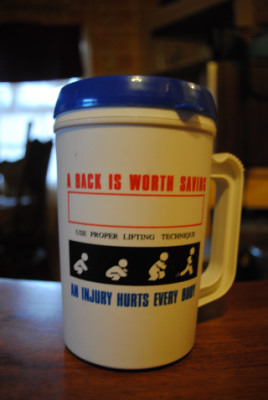 A BACK IS WORTH SAVING
USE PROPER LIFTING TECHNIQUE
AN INJURY HURTS EVERY BODY